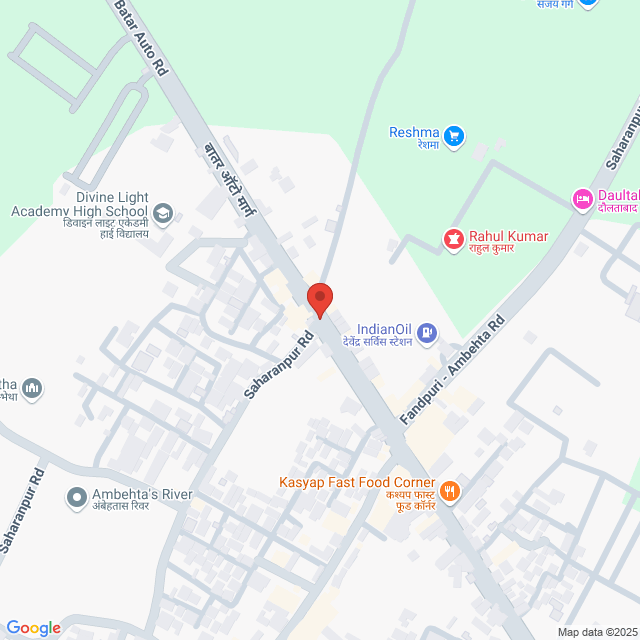 संजय गर्ग
Batar Auto Rd
बातर ऑटो मार्ग
Saharanpur
Reshma
रेशमा
Divine Light
Academy High School
डिवाइन लाइट एकेडमी
हाई विद्यालय
Daultab
दौलताबाद
Rahul Kumar
राहुल कुमार
IndianOil
देवेंद्र सर्विस स्टेशन
Saharanpur Rd
Fandpuri - Ambehta Rd
tha
भेथा
Saharanpur Rd
Kasyap Fast Food Corner
कश्यप फास्ट
फूड कॉर्नर
Ambehta's River
अंबेहतास रिवर
Google
Map data ©2025